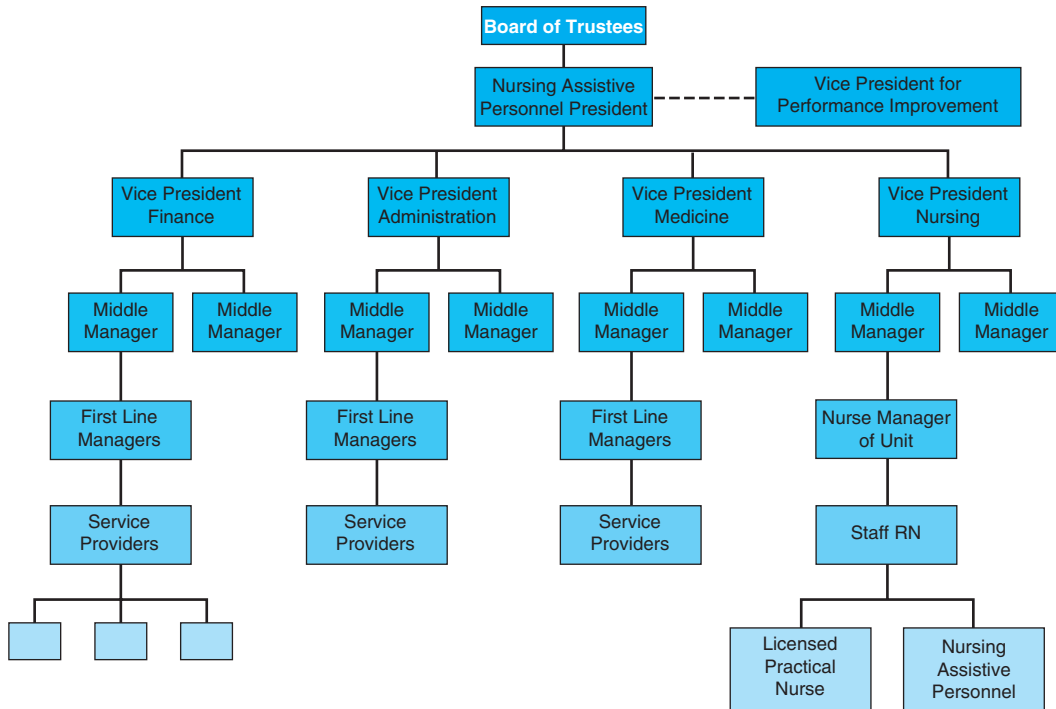 Board of Trustees
Nursing Assistive
Personnel President
Vice President for
Performance Improvement
Vice President
Finance
Vice President
Administration
Vice President
Medicine
Vice President
Nursing
Middle
Manager
Middle
Manager
Middle
Manager
Middle
Manager
Middle
Manager
Middle
Manager
Middle
Manager
Middle
Manager
First Line
Managers
First Line
Managers
First Line
Managers
Nurse Manager
of Unit
Service
Providers
Service
Providers
Service
Providers
Staff RN
Licensed
Practical
Nurse
Nursing
Assistive
Personnel